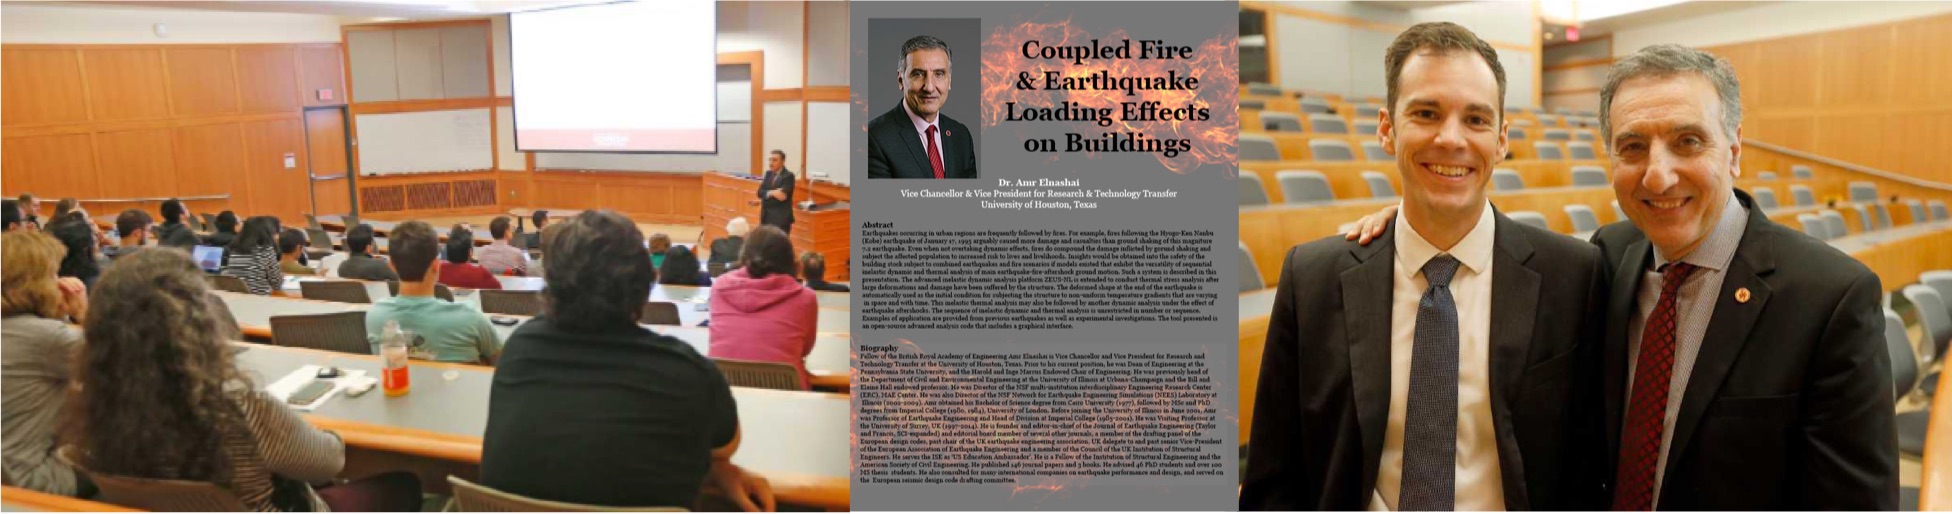 Coupled Fire
& Earthquake
Loading Effects
on Buildings
Dr. Amr Elnashai
Vice Chancellor & Vice President for Research & Technology Transfer
University of Houston, Texas
Abstract
Earthquakes occurring in urban regions are frequently followed by fires. For example, fires following the Hyogo-Ken Nanbu
(Kobe) earthquake of January 17, 1995 arguably caused more damage and casualties than ground shaking of this magnitude
7.2 earthquake. Even when not overtaking dynamic effects, fires do compound the damage inflicted by gorund shaking and
subject the affected population to increased risk to lives and livelihoods. Insights would be obtained into the safety of the
building stock subject to combined earthquakes and fire scenarios if models existed that exhibit the versatility of sequential
inelastic dynamic and thermal analysis of main earthquake-fire-aftershock ground motion. Such a system is described in this
presentation. The advanced inelastic dynamic analysis platform ZEUS-NL is extended to conduct thermal stress analysis after
large deformations and damage have been suffered by the structure. The deformed shape at the end of the earthquake is
automatically used as the initial condition for subjecting the structure to non-uniform temperature gradients that are varying
in space and with time. This inelastic thermal analysis may also be followed by another dynamic analysis under the effect of
earthquake aftershocks. The sequence of inelastic dynamic and thermal analysis is unrestricted in number or sequence.
Examples of application are provided from previous earthquakes as well as experimental investigations. The tool presented is
an open-source advanced analysis code that includes a graphical interface.
Biography
Fellow of the British Royal Academy of Engineering Amr Elnashai is Vice Chancellor and Vice President for Research and
Technology Transfer at the University of Houston, Texas. Prior to his current position, he was Dean of Engineering at the
Pennsylvania State University, and the Harold and Inge Marcus Endowed Chair of Engineering. He was previously head of
the Department of Civil and Environmental Engineering at the University of Illinois at Urbana-Champaign and the Bill and
Elaine Hall endowed professor. He was Director of the NSF multi-institution interdisciplinary Engineering Research Center
(ERC), MAE Center. He was also Director of the NSF Network for Earthquake Engineering Simulations (NEES) Laboratory at
Illinois (2002-2009). Amr obtained his Bachelor of Science degree from Cairo University (1977), followed by MSc and PhD
degrees from Imperial College (1980, 1984), University of London. Before joining the University of Illinois in June 2001, Amr
was Professor of Earthquake Engineering and Head of Division at Imperial College (1985-2001). He was Visiting Professor at
the University of Surrey, UK (1997-2014). He is founder and editor-in-chief of the Journal of Earthquake Engineering (Taylor
and Francis, SCI-expanded) and editorial board member of several other journals, a member of the drafting panel of the
European design codes, past chair of the UK earthquake engineering association, UK delegate to and past senior Vice-President
of the European Association of Earthquake Engineering and a member of the Council of the UK Institution of Structural
Engineers. He serves the ISE as 'US Education Ambassador'. He is a Fellow of the Institution of Structural Engineering and the
American Society of Civil Engineering. He published 146 journal papers and 3 books. He advised 46 PhD students and over 100
MS thesis students. He also consulted for many international companies on earthquake performance and design, and served on
the European seismic design code drafting committee.